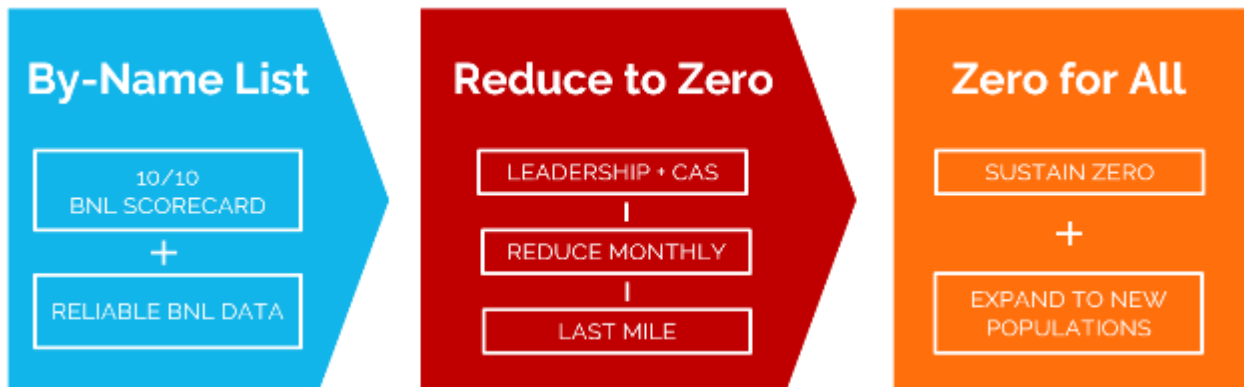 By-Name List
10/10
BNL SCORECARD
+
RELIABLE BNL DATA
Reduce to Zero
LEADERSHIP + CAS
REDUCE MONTHLY
LAST MILE
Zero for All
SUSTAIN ZERO
+
EXPAND TO NEW
POPULATIONS